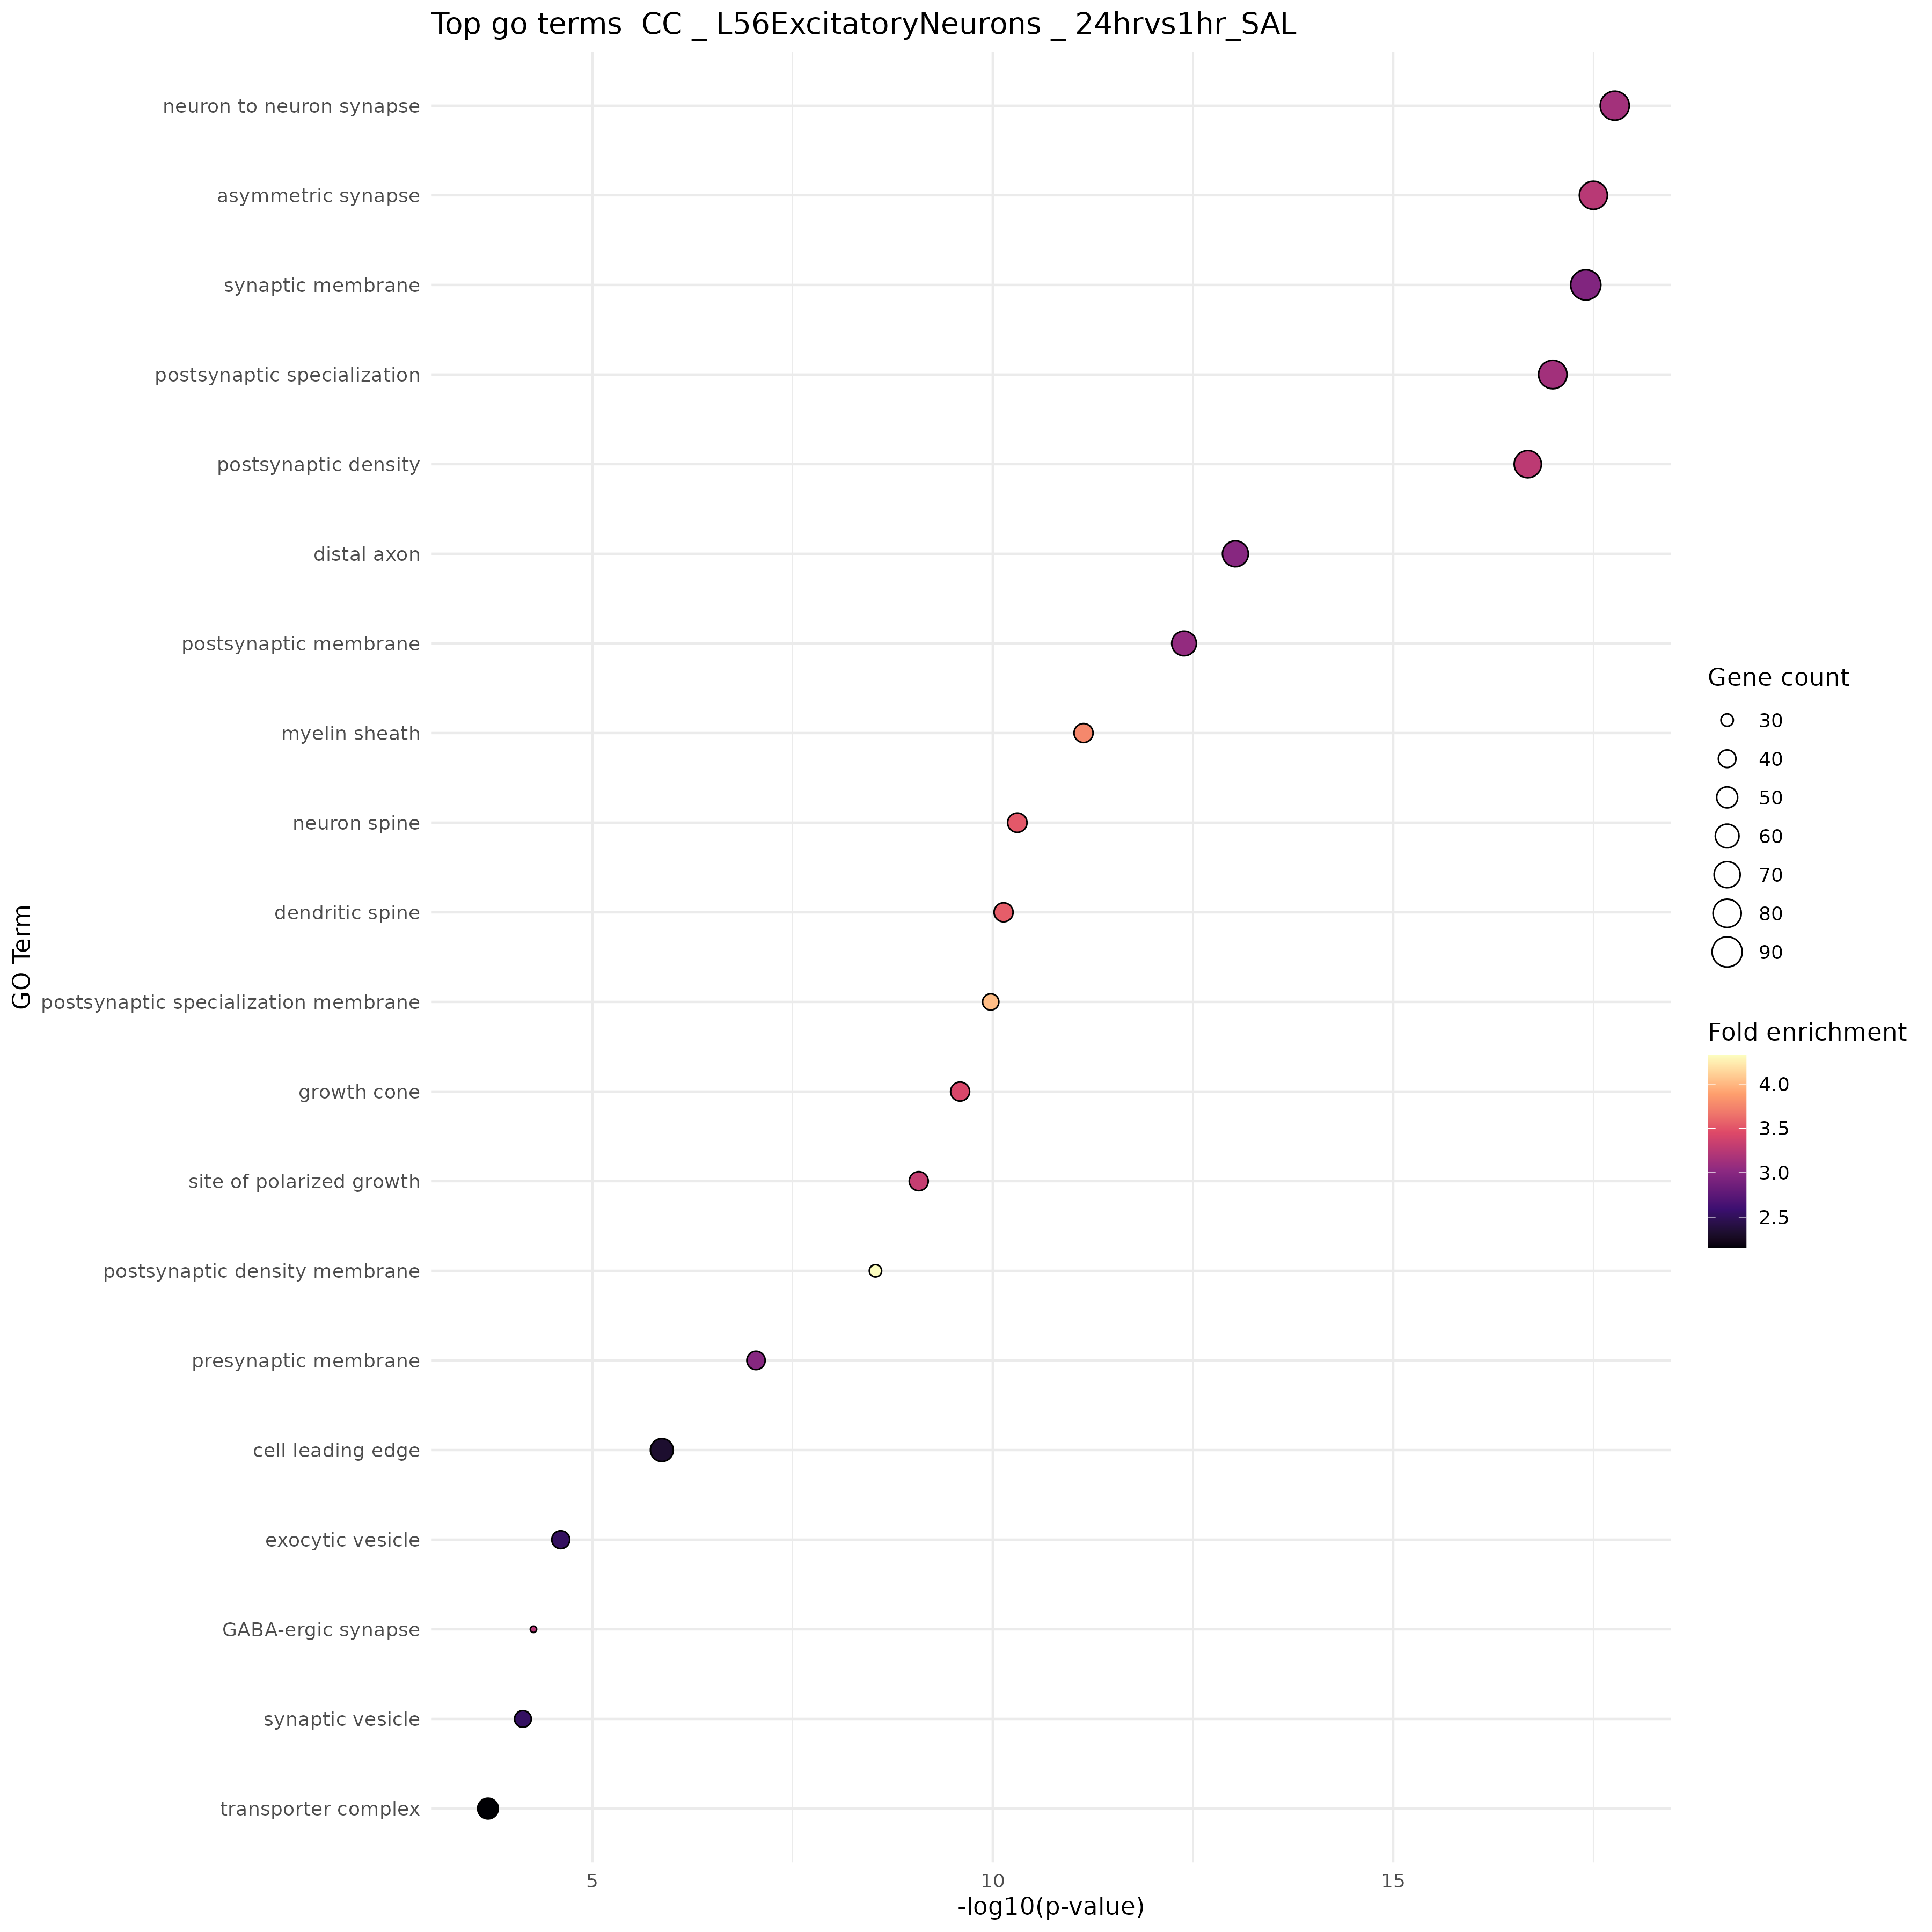 Top go terms  CC _ L56ExcitatoryNeurons _ 24hrvs1hr_SAL
neuron to neuron synapse
asymmetric synapse
synaptic membrane
postsynaptic specialization
postsynaptic density
distal axon
postsynaptic membrane
myelin sheath
neuron spine
dendritic spine
postsynaptic specialization membrane
growth cone
site of polarized growth
postsynaptic density membrane
presynaptic membrane
cell leading edge
exocytic vesicle
GABA-ergic synapse
synaptic vesicle
transporter complex
GO Term
5
10
15
-log10(p-value)
Gene count
30
40
50
60
70
80
90
Fold enrichment
4.0
3.5
3.0
2.5